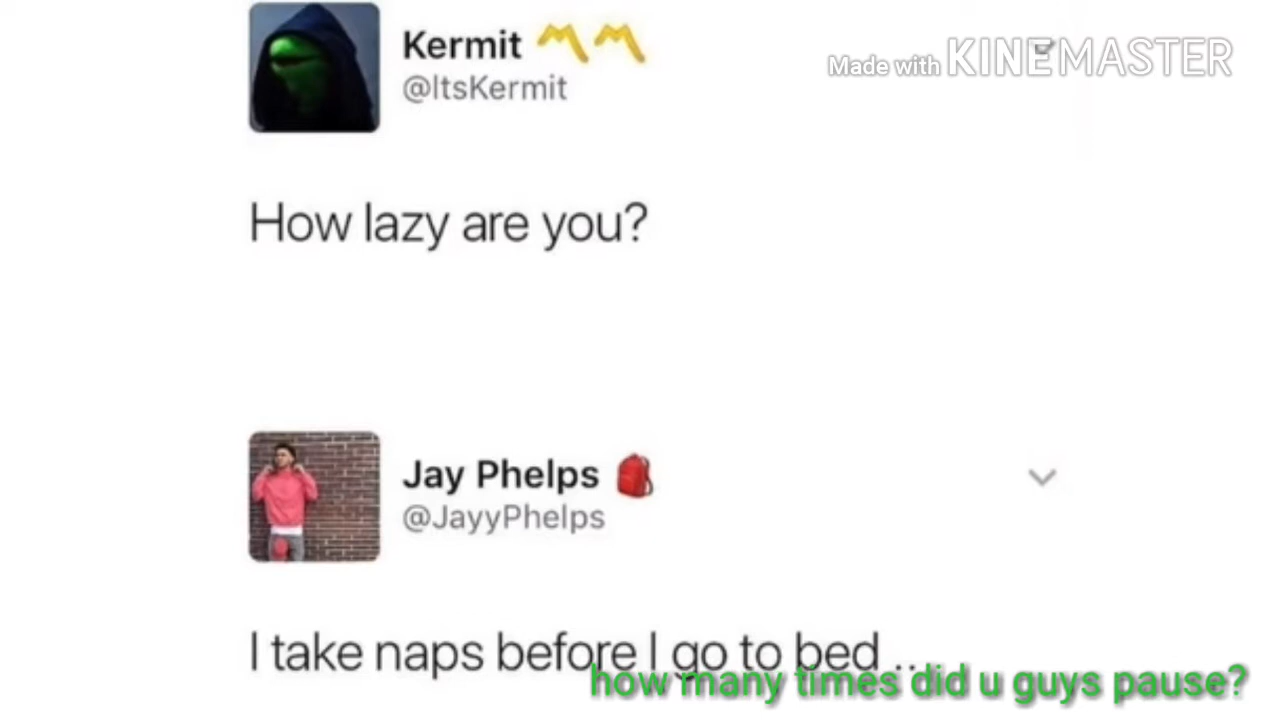 Kermit 〽️〽️
@ItsKermit
Made with KINEMASTER
How lazy are you?
Jay Phelps 🎒
@JayyPhelps
I take naps before I go to bed ..
how many times did u guys pause?